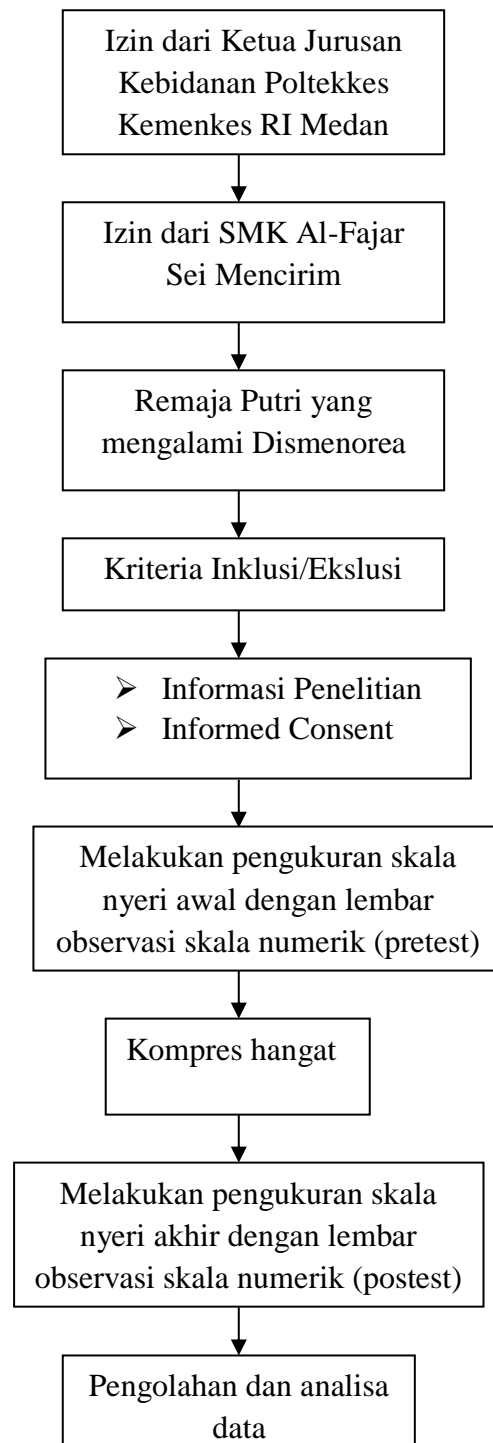 Izin dari Ketua Jurusan
Kebidanan Poltekkes
Kemenkes RI Medan
Izin dari SMK Al-Fajar
Sei Mencirim
Remaja Putri yang
mengalami Dismenorea
Kriteria Inklusi/Ekslusi
➢ Informasi Penelitian
➢ Informed Consent
Melakukan pengukuran skala
nyeri awal dengan lembar
observasi skala numerik (pretest)
Kompres hangat
Melakukan pengukuran skala
nyeri akhir dengan lembar
observasi skala numerik (postest)
Pengolahan dan analisa
data